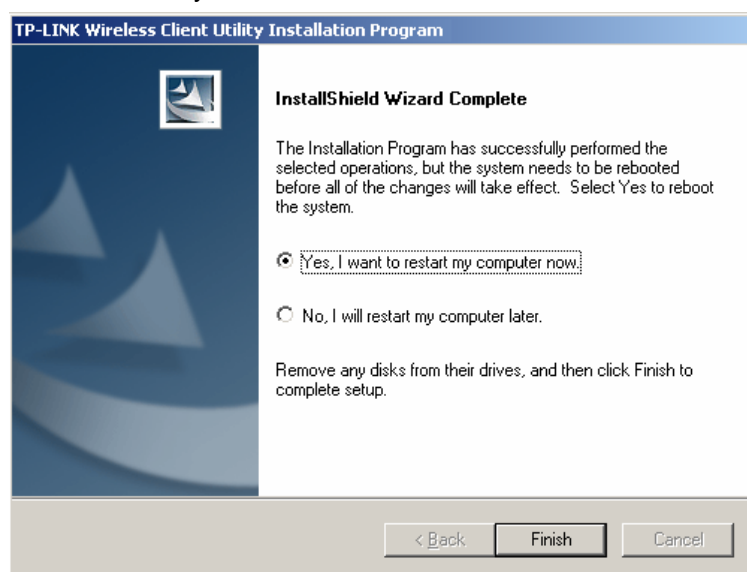 TP-LINK Wireless Client Utility Installation Program
InstallShield Wizard Complete
The Installation Program has successfully performed the
selected operations, but the system needs to be rebooted
before all of the changes will take effect. Select Yes to reboot
the system.
Yes, I want to restart my computer now.
No, I will restart my computer later.
Remove any disks from their drives, and then click Finish to
complete setup.
< Back
Finish
Cancel